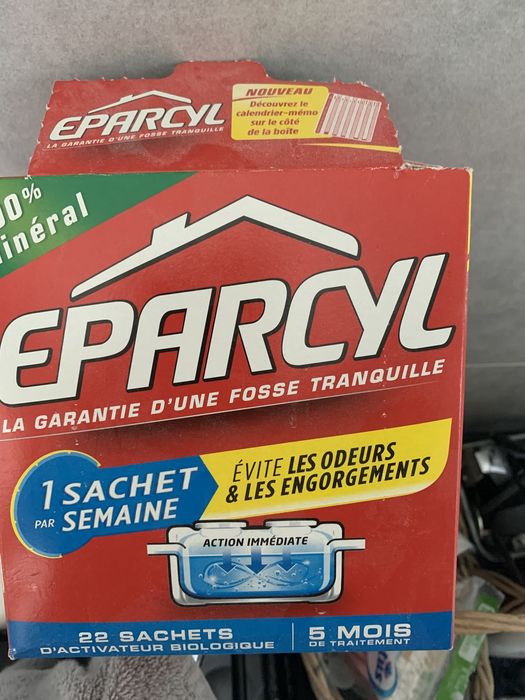 EPARCYL
LA GARANTIE D'UNE FOSSE TRANQUILLE
NOUVEAU
Découvrez le
calendrier-mémo
sur le côté
de la boîte
EPARCYL
LA GARANTIE D'UNE FOSSE TRANQUILLE
1 SACHET
PAR SEMAINE
ÉVITE LES ODEURS
& LES ENGORGEMENTS
ACTION IMMÉDIATE
22 SACHETS
D'ACTIVATEUR BIOLOGIQUE
5 MOIS
DE TRAITEMENT